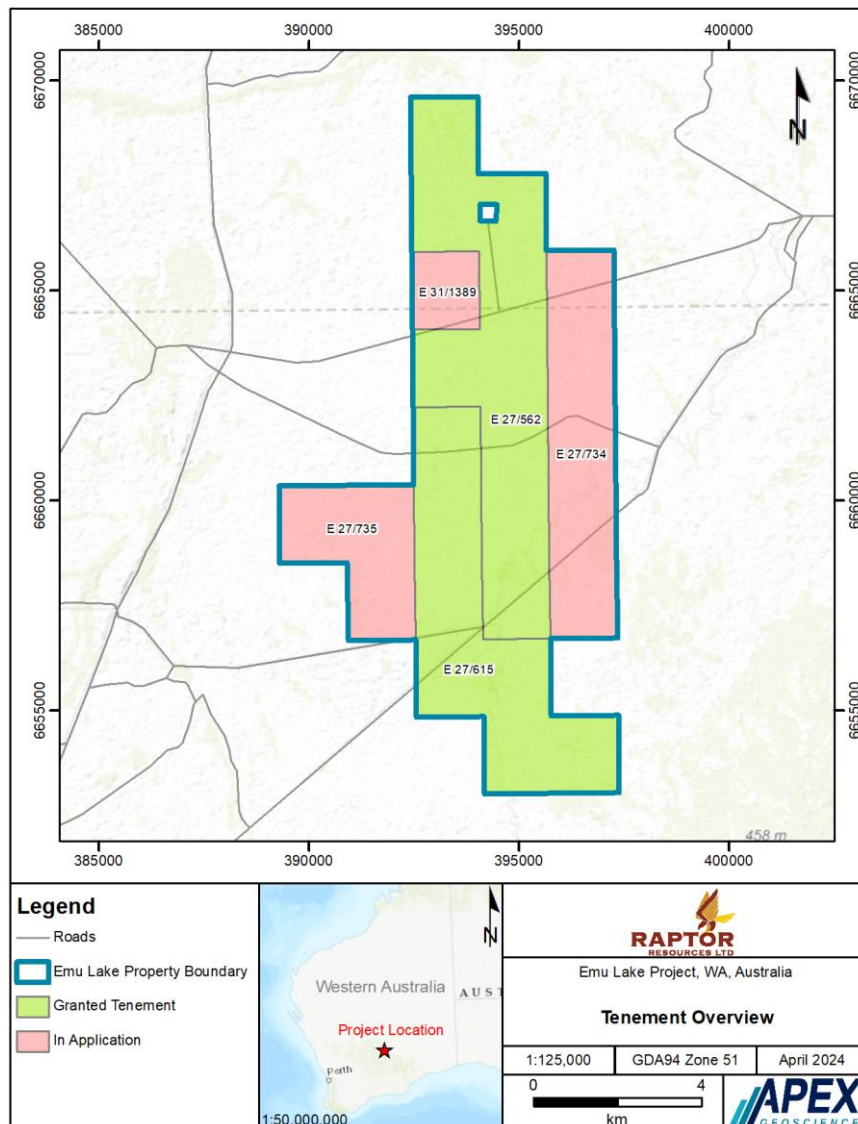 385000 390000 395000 400000
6670000 6670000
6665000 6665000
6660000 6660000
6655000 6655000
N
E 31/1389
E 27/562
E 27/734
E 27/735
E 27/615
458 m
385000 390000 395000 400000
Legend
Roads
Emu Lake Property Boundary
Granted Tenement
In Application
N
Western Australia
AUST
Project Location
Perth
1:50,000,000
RAPTOR
RESOURCES LTD
Emu Lake Project, WA, Australia
Tenement Overview
1:125,000 GDA94 Zone 51 April 2024
0 4
km
APEX
GEOSCIENCE